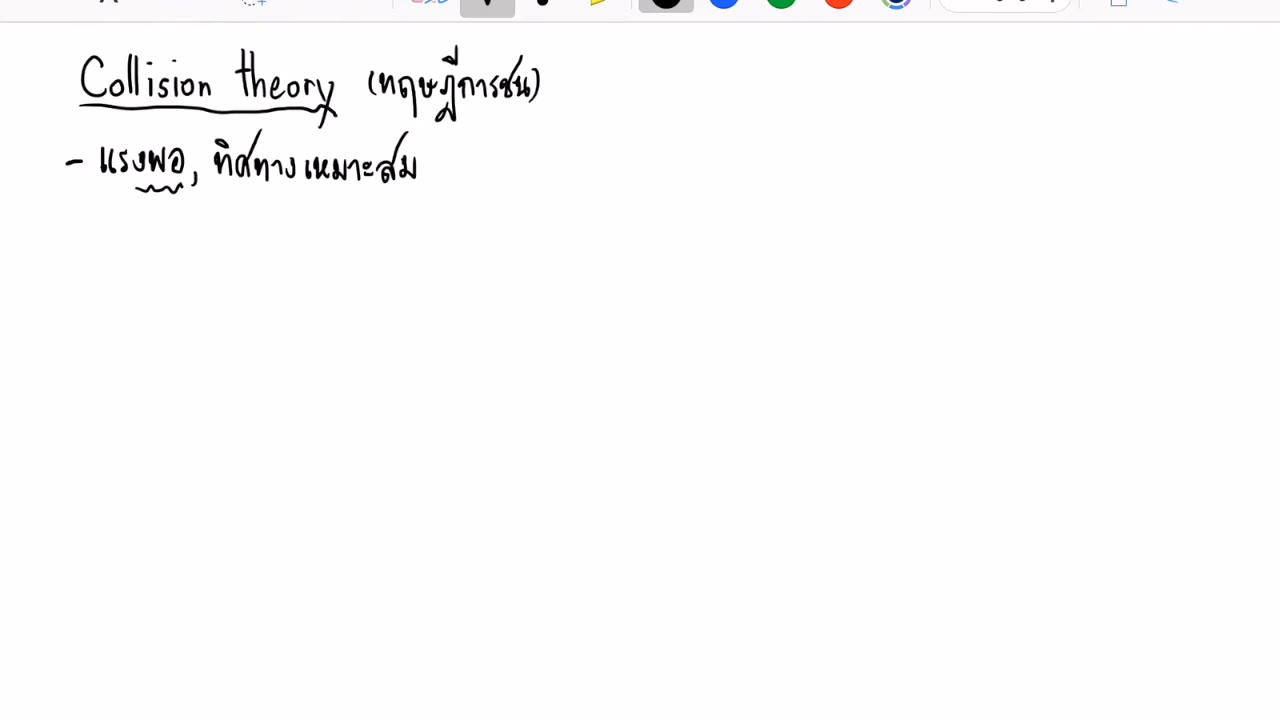 Collision theory (ทฤษฎีการชน)
- แรงพอ, ทิศทางเหมาะสม